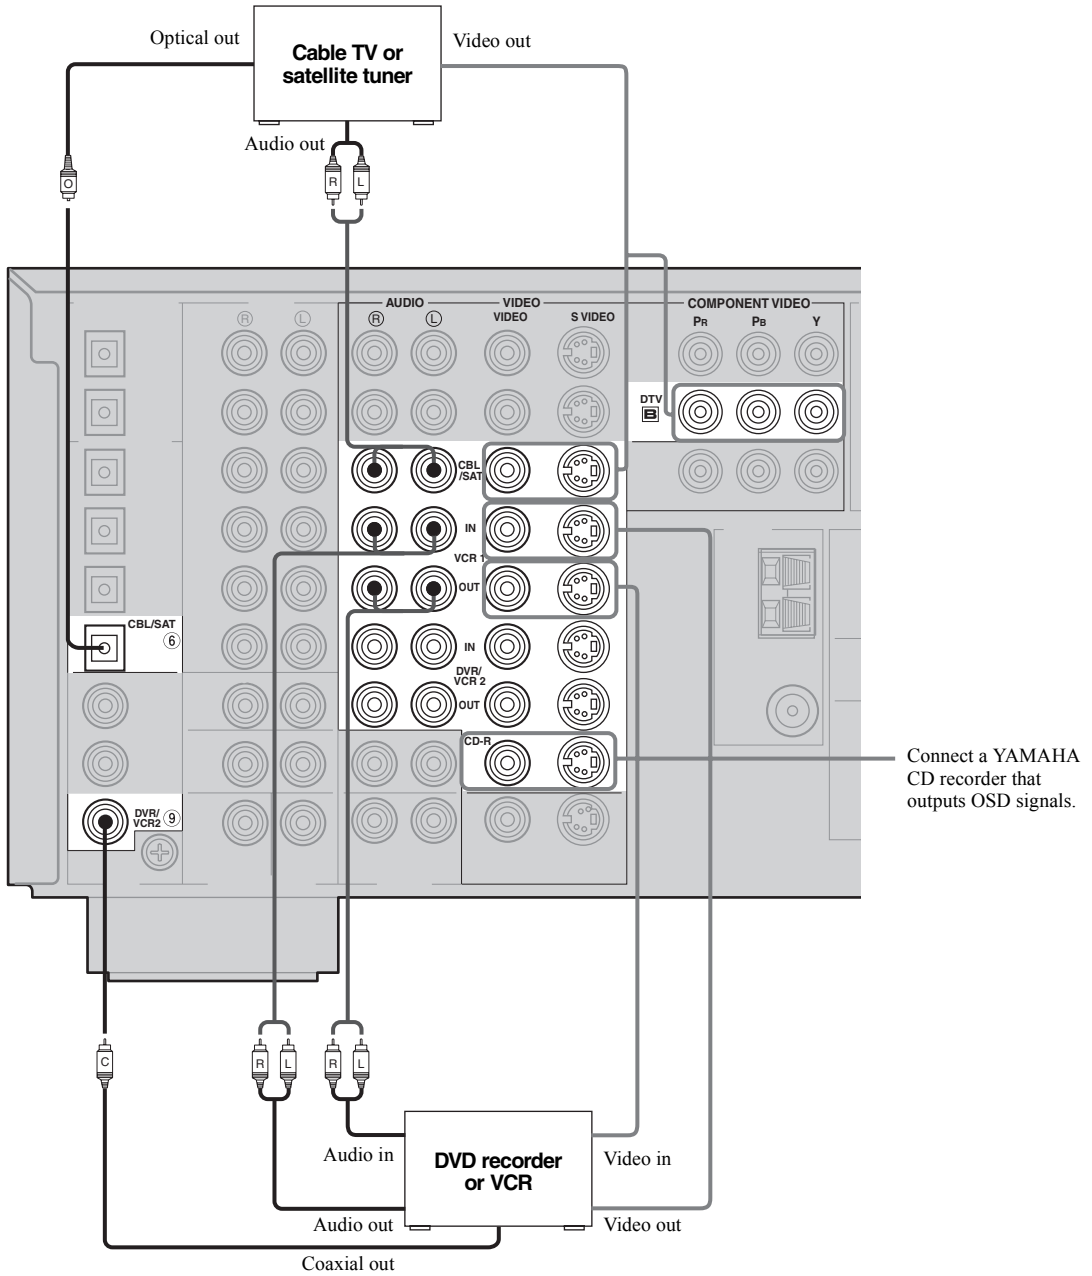 Optical out
Cable TV or
satellite tuner
Video out
Audio out
O
R L
AUDIO
VIDEO
COMPONENT VIDEO
R L
R L
VIDEO
S VIDEO
PR PB Y
DTV
B
CBL
/SAT
IN
VCR 1
OUT
CBL/SAT
6
IN
DVR/
VCR 2
OUT
CD-R
Connect a YAMAHA
CD recorder that
outputs OSD signals.
DVR/
VCR2
9
C
R L
R L
Audio in
DVD recorder
or VCR
Video in
Audio out
Video out
Coaxial out